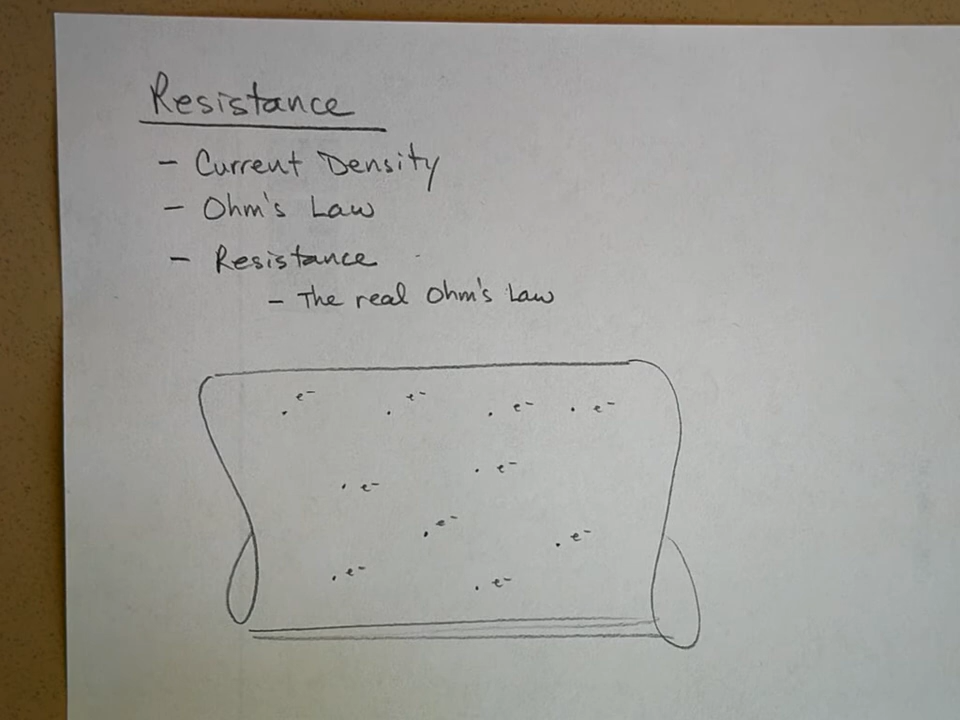 Resistance
- Current Density
- Ohm's Law
- Resistance
- The real Ohm's Law
e⁻ e⁻ e⁻ e⁻
e⁻
e⁻
e⁻
e⁻
e⁻
e⁻